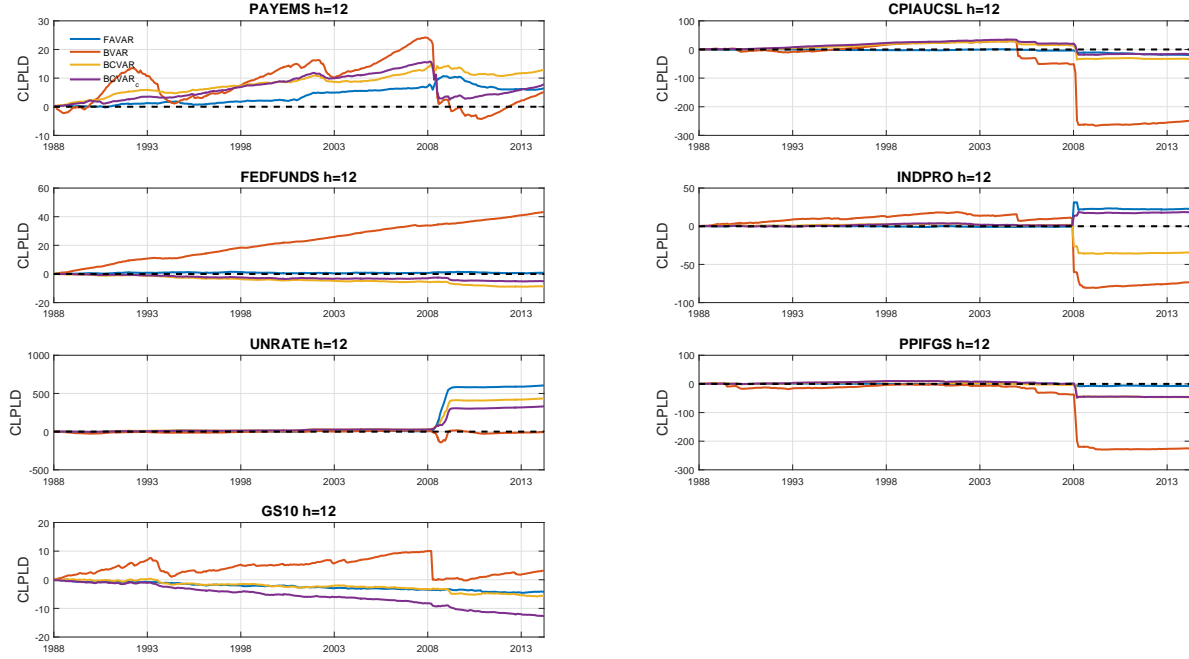 PAYEMS h=12
CLPLD
30
20
10
0
-10
FAVAR
BVAR
BCVAR
BCVARc
1988 1993 1998 2003 2008 2013
CPIAUCSL h=12
CLPLD
100
0
-100
-200
-300
1988 1993 1998 2003 2008 2013
FEDFUNDS h=12
CLPLD
60
40
20
0
-20
1988 1993 1998 2003 2008 2013
INDPRO h=12
CLPLD
50
0
-50
-100
1988 1993 1998 2003 2008 2013
UNRATE h=12
CLPLD
1000
500
0
-500
1988 1993 1998 2003 2008 2013
PPIFGS h=12
CLPLD
100
0
-100
-200
-300
1988 1993 1998 2003 2008 2013
GS10 h=12
CLPLD
20
10
0
-10
-20
1988 1993 1998 2003 2008 2013